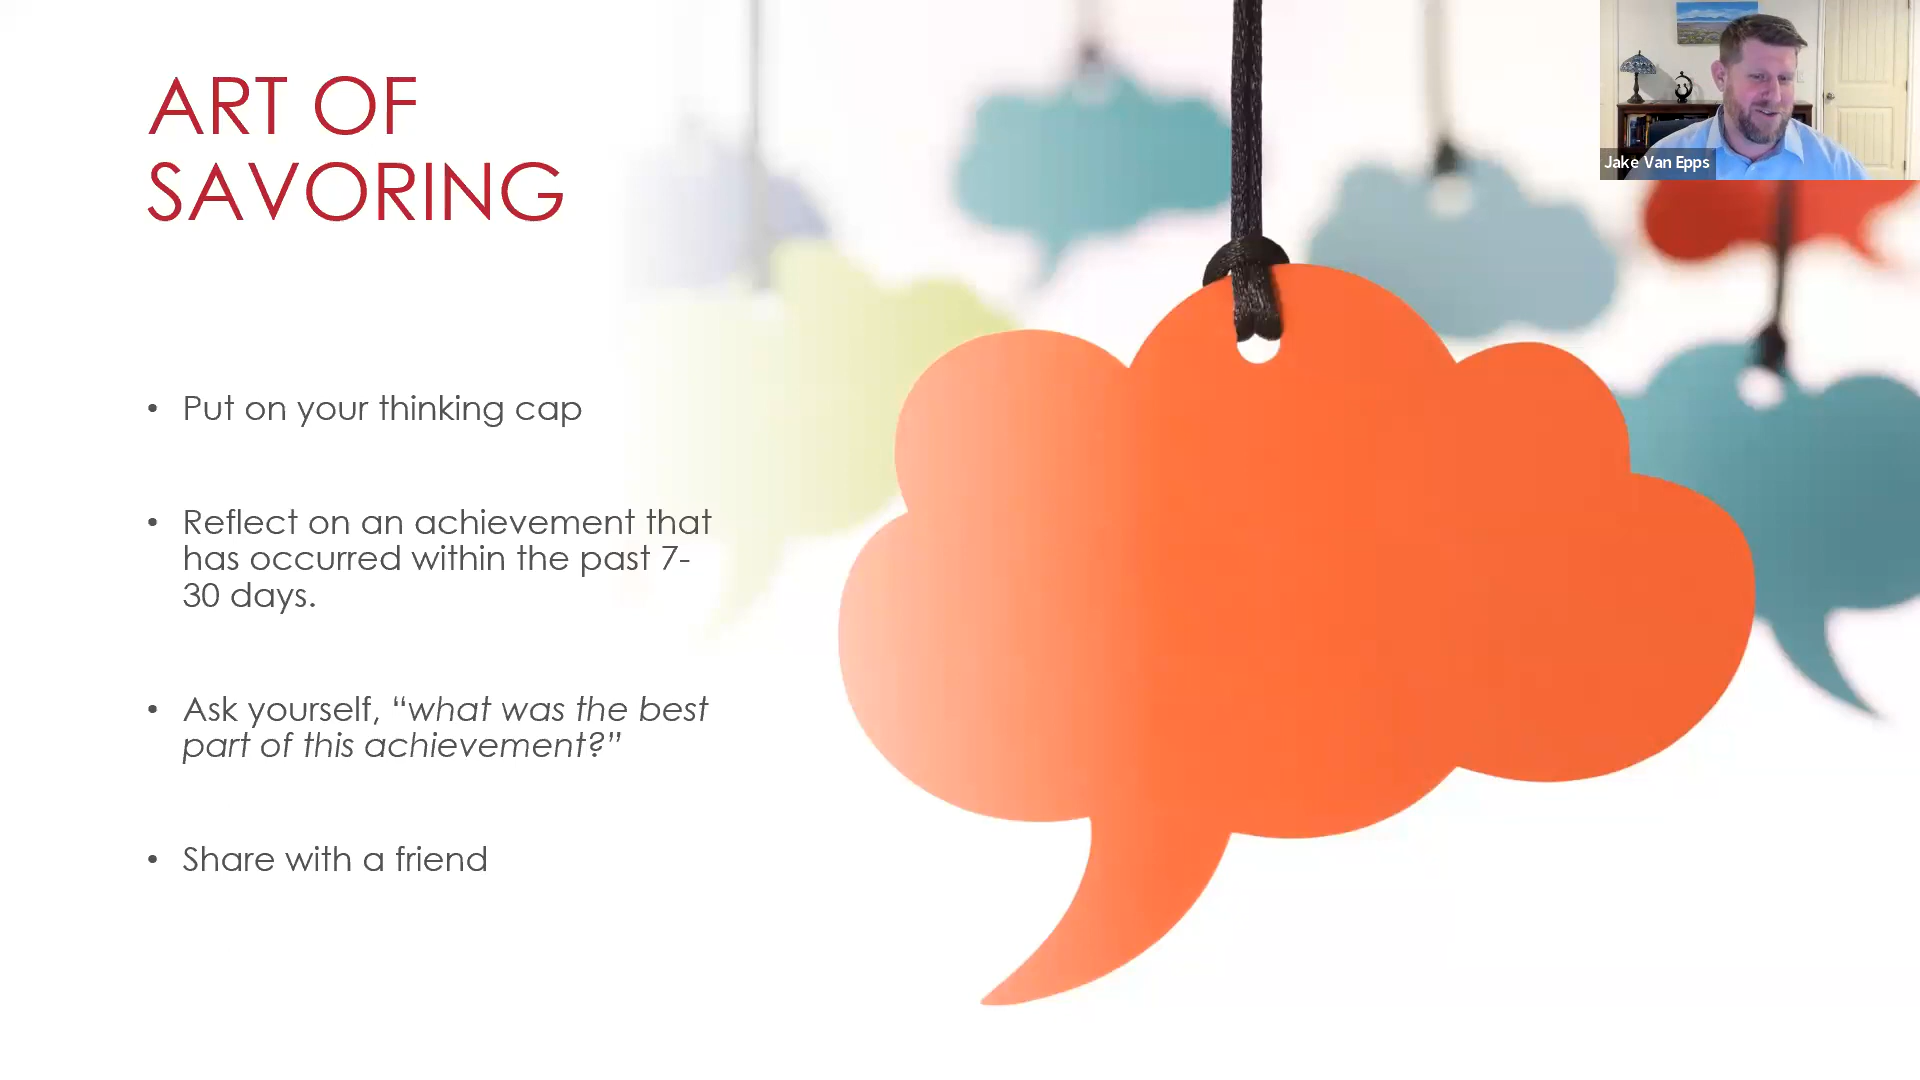 ART OF
SAVORING
• Put on your thinking cap
• Reflect on an achievement that
has occurred within the past 7-
30 days.
• Ask yourself, “what was the best
part of this achievement?”
• Share with a friend
Jake Van Epps